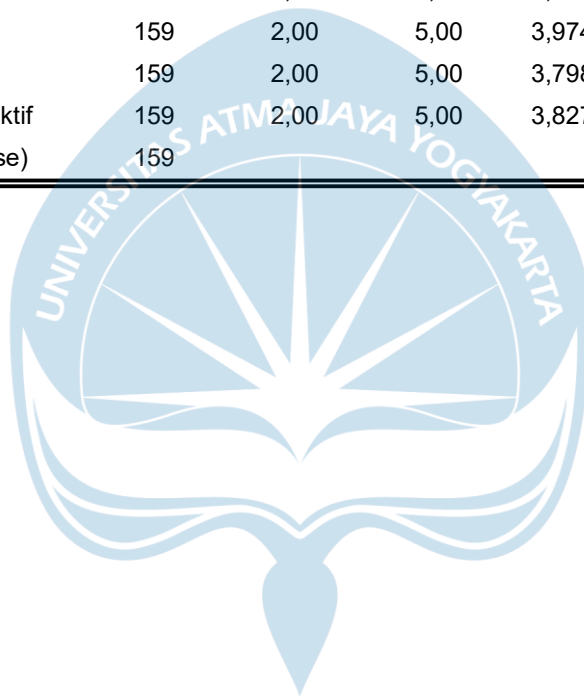 159 2,00 5,00 3,974
159 2,00 5,00 3,798
ktif 159 2,00 5,00 3,827
se) 159
UNIVERSITAS ATMA JAYA YOGYAKARTA